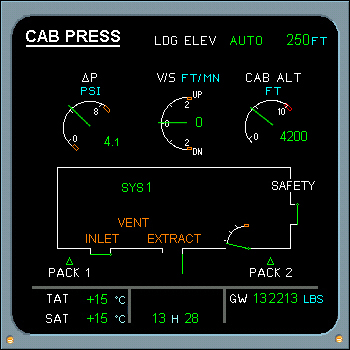 CAB PRESS LDG ELEV AUTO 250FT
ΔP V/S FT/MN CAB ALT
PSI FT
UP
8 2 10
0 4.1 0 0 0 4200
2
DN
SYS1 SAFETY
VENT
INLET EXTRACT
PACK 1 PACK 2
TAT +15 °C GW 132213 LBS
SAT +15 °C 13 H 28